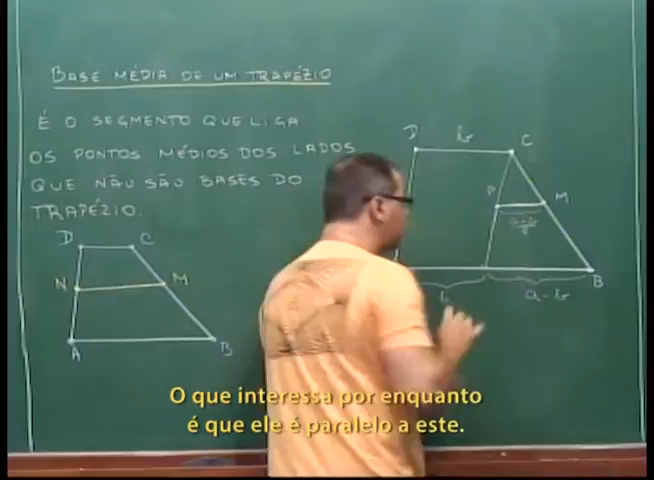 BASE MÉDIA DE UM TRAPÉZIO
É O SEGMENTO QUE LIGA
OS PONTOS MÉDIOS DOS LADOS
QUE NÃO SÃO BASES DO
TRAPÉZIO.
D C
N M
A B
D b C
P M
a-b
2
B
b a-b
O que interessa por enquanto
é que ele é paralelo a este.